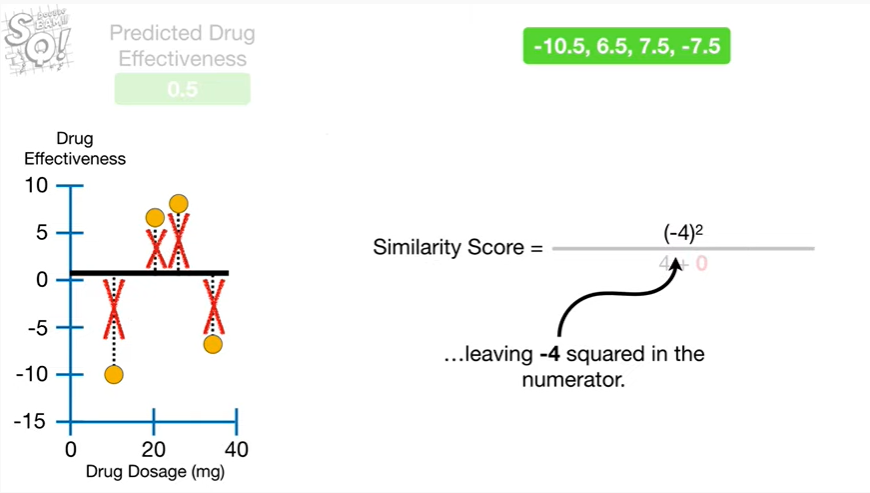 Predicted Drug
Effectiveness
0.5
-10.5, 6.5, 7.5, -7.5
Drug
Effectiveness
10
5
0
-5
-10
-15
0 20 40
Drug Dosage (mg)
(-4)²
Similarity Score =
4 + 0
…leaving -4 squared in the
numerator.